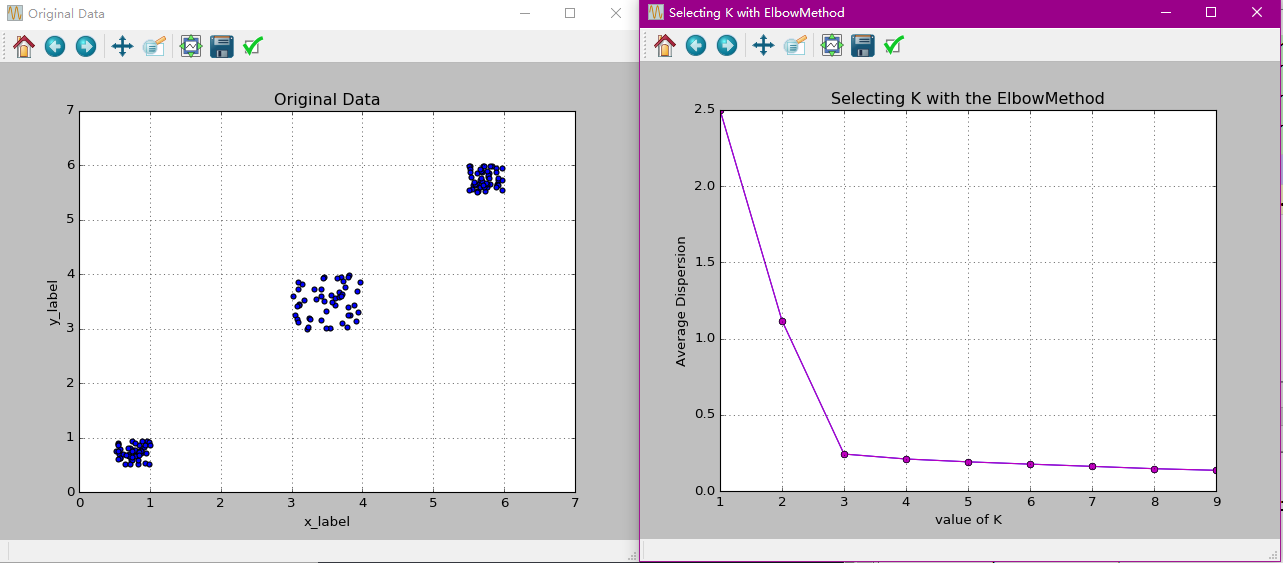 Original Data
Original Data
7
6
5
4
3
2
1
0
y_label
0 1 2 3 4 5 6 7
x_label
Selecting K with ElbowMethod
Selecting K with the ElbowMethod
2.5
2.0
1.5
1.0
0.5
0.0
Average Dispersion
1 2 3 4 5 6 7 8 9
value of K